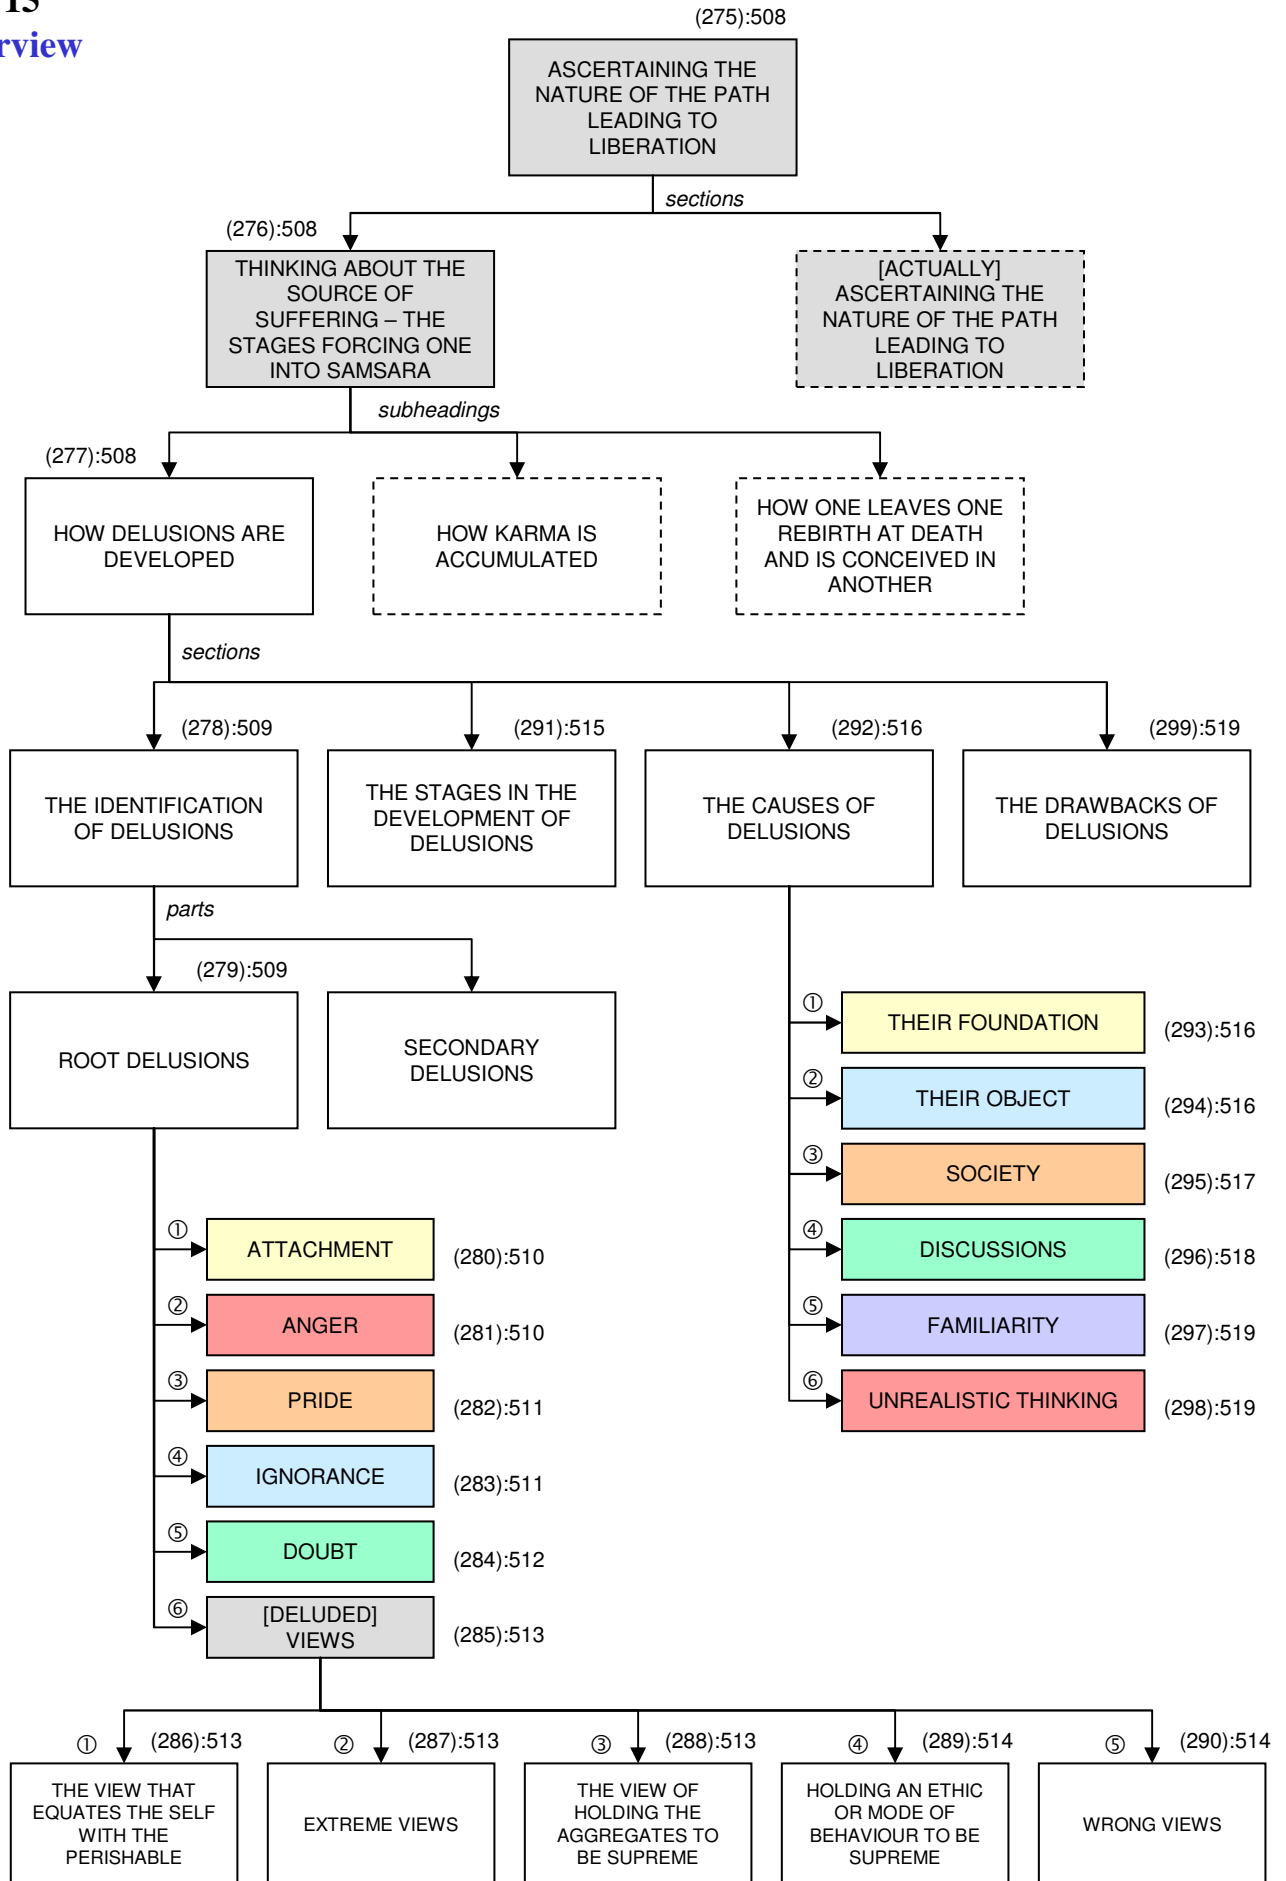 13
rview
(275):508
ASCERTAINING THE
NATURE OF THE PATH
LEADING TO
LIBERATION
sections
(276):508
THINKING ABOUT THE
SOURCE OF
SUFFERING – THE
STAGES FORCING ONE
INTO SAMSARA
[ACTUALLY]
ASCERTAINING THE
NATURE OF THE PATH
LEADING TO
LIBERATION
subheadings
(277):508
HOW DELUSIONS ARE
DEVELOPED
HOW KARMA IS
ACCUMULATED
HOW ONE LEAVES ONE
REBIRTH AT DEATH
AND IS CONCEIVED IN
ANOTHER
sections
(278):509
THE IDENTIFICATION
OF DELUSIONS
(291):515
THE STAGES IN THE
DEVELOPMENT OF
DELUSIONS
(292):516
THE CAUSES OF
DELUSIONS
(299):519
THE DRAWBACKS OF
DELUSIONS
parts
(279):509
ROOT DELUSIONS
SECONDARY
DELUSIONS
① THEIR FOUNDATION (293):516
② THEIR OBJECT (294):516
③ SOCIETY (295):517
④ DISCUSSIONS (296):518
⑤ FAMILIARITY (297):519
⑥ UNREALISTIC THINKING (298):519
① ATTACHMENT (280):510
② ANGER (281):510
③ PRIDE (282):511
④ IGNORANCE (283):511
⑤ DOUBT (284):512
⑥ [DELUDED]
VIEWS (285):513
① (286):513
THE VIEW THAT
EQUATES THE SELF
WITH THE
PERISHABLE
② (287):513
EXTREME VIEWS
③ (288):513
THE VIEW OF
HOLDING THE
AGGREGATES TO
BE SUPREME
④ (289):514
HOLDING AN ETHIC
OR MODE OF
BEHAVIOUR TO BE
SUPREME
⑤ (290):514
WRONG VIEWS